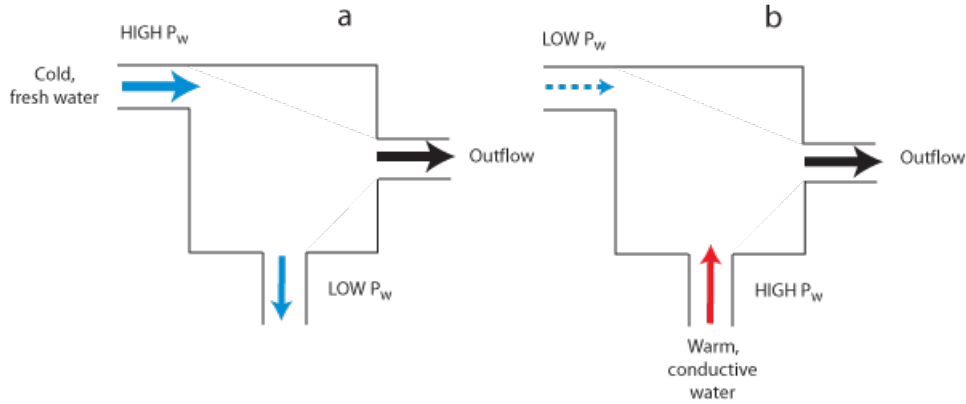 a
HIGH Pw
Cold,
fresh water
Outflow
LOW Pw
b
LOW Pw
Outflow
HIGH Pw
Warm,
conductive
water